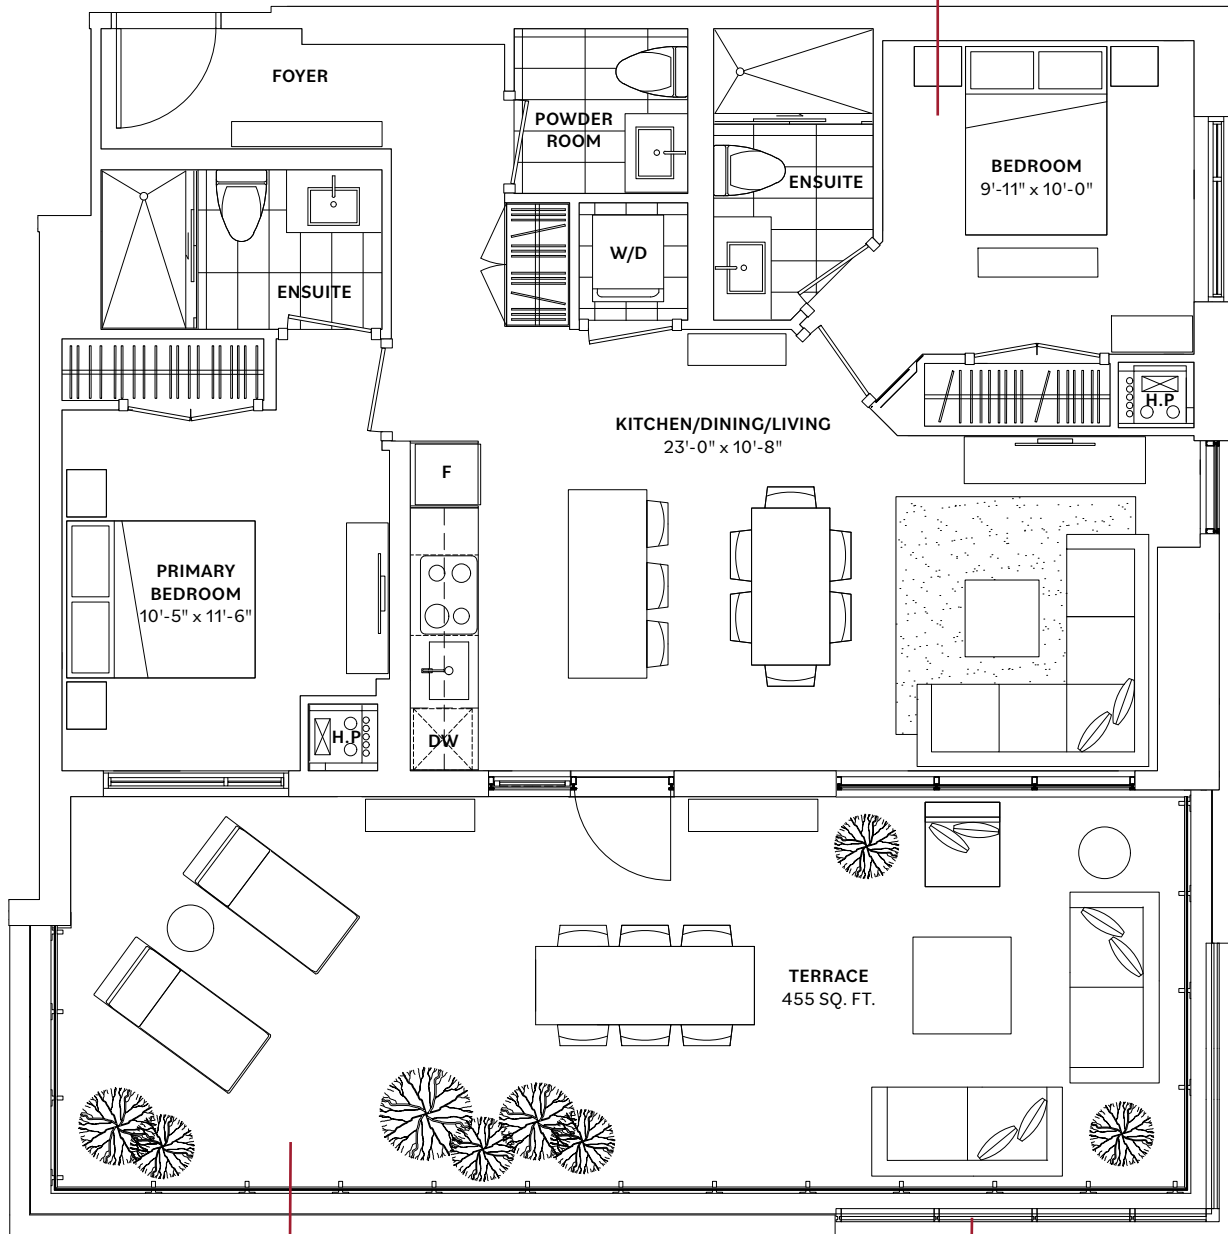 FOYER
POWDER
ROOM
ENSUITE
BEDROOM
9'-11" x 10'-0"
W/D
ENSUITE
H.P
KITCHEN/DINING/LIVING
23'-0" x 10'-8"
F
PRIMARY
BEDROOM
10'-5" x 11'-6"
H.P
DW
TERRACE
455 SQ. FT.